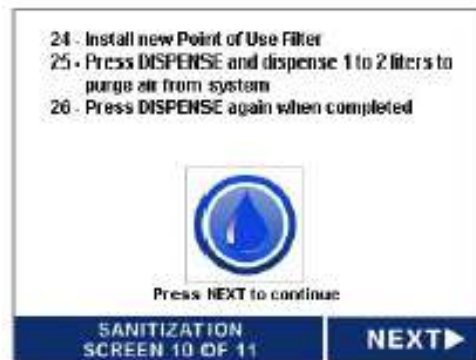 24 - Install new Point of Use Filter
25 - Press DISPENSE and dispense 1 to 2 liters to
purge air from system
26 - Press DISPENSE again when completed
Press NEXT to continue
SANITIZATION
SCREEN 10 OF 11
NEXT▶